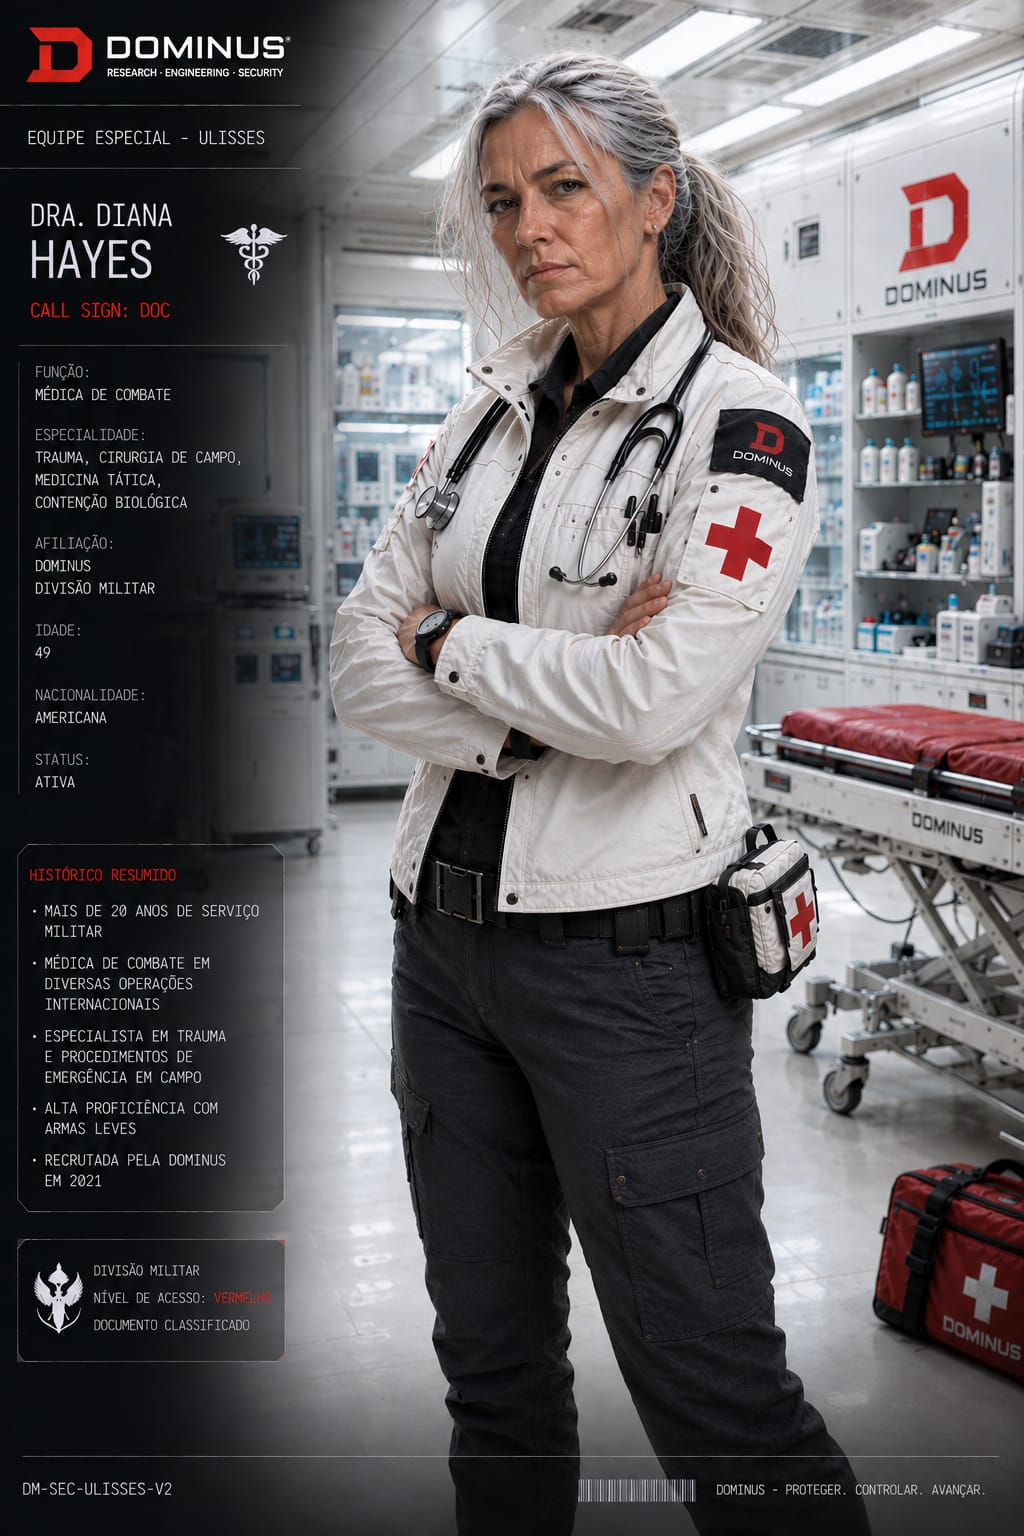 DOMINUS®
RESEARCH · ENGINEERING · SECURITY
EQUIPE ESPECIAL - ULISSES
DRA. DIANA
HAYES
CALL SIGN: DOC
FUNÇÃO:
MÉDICA DE COMBATE
ESPECIALIDADE:
TRAUMA, CIRURGIA DE CAMPO,
MEDICINA TÁTICA,
CONTENÇÃO BIOLÓGICA
AFILIAÇÃO:
DOMINUS
DIVISÃO MILITAR
IDADE:
49
NACIONALIDADE:
AMERICANA
STATUS:
ATIVA
HISTÓRICO RESUMIDO
• MAIS DE 20 ANOS DE SERVIÇO
MILITAR
• MÉDICA DE COMBATE EM
DIVERSAS OPERAÇÕES
INTERNACIONAIS
• ESPECIALISTA EM TRAUMA
E PROCEDIMENTOS DE
EMERGÊNCIA EM CAMPO
• ALTA PROFICIÊNCIA COM
ARMAS LEVES
• RECRUTADA PELA DOMINUS
EM 2021
DIVISÃO MILITAR
NÍVEL DE ACESSO: VERMELHO
DOCUMENTO CLASSIFICADO
DOMINUS
DOMINUS
DOMINUS
DOMINUS
DM-SEC-ULISSES-V2
DOMINUS - PROTEGER. CONTROLAR. AVANÇAR.